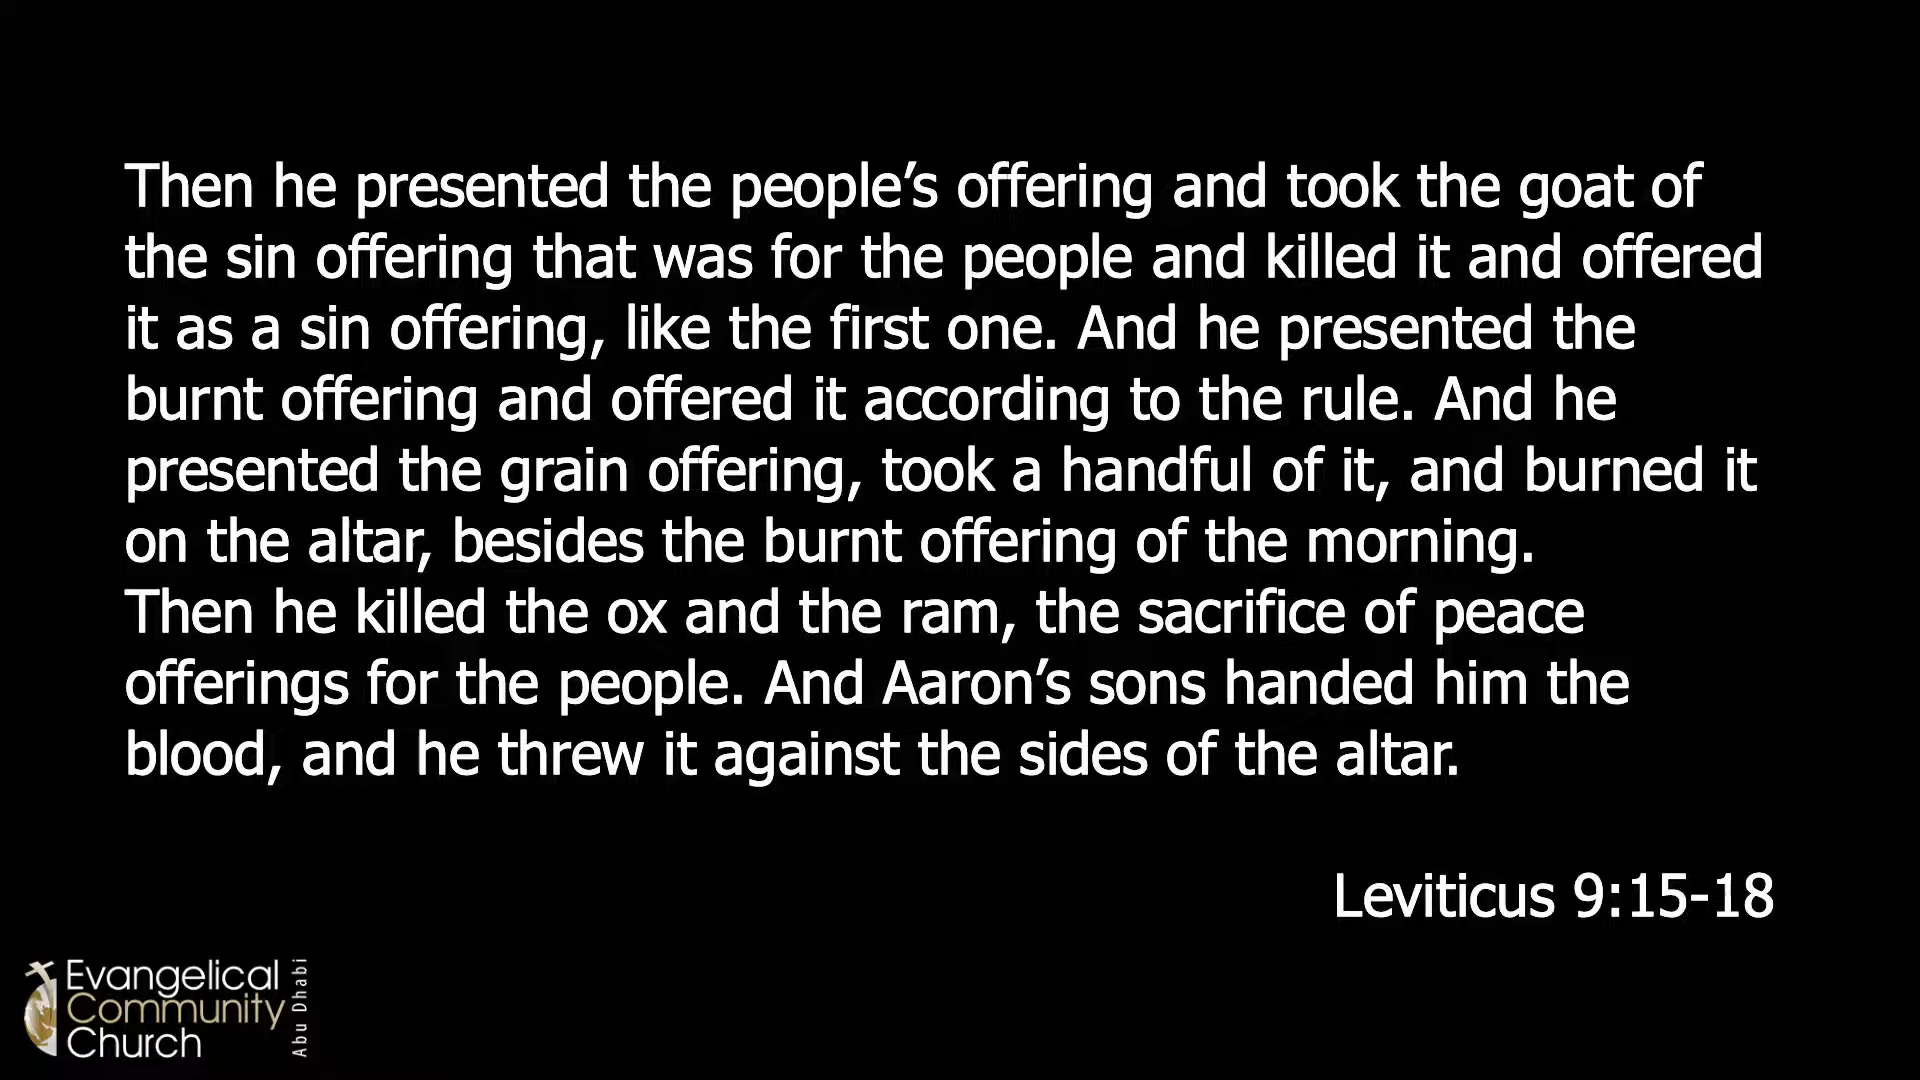 Then he presented the people’s offering and took the goat of
the sin offering that was for the people and killed it and offered
it as a sin offering, like the first one. And he presented the
burnt offering and offered it according to the rule. And he
presented the grain offering, took a handful of it, and burned it
on the altar, besides the burnt offering of the morning.
Then he killed the ox and the ram, the sacrifice of peace
offerings for the people. And Aaron’s sons handed him the
blood, and he threw it against the sides of the altar.
Leviticus 9:15-18
Evangelical
Community
Church
Abu Dhabi